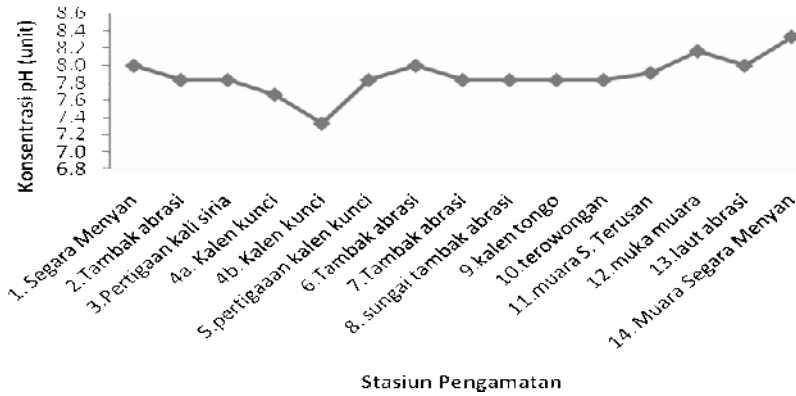 Konsentrasi pH (unit)
8.6
8.4
8.2
8.0
7.8
7.6
7.4
7.2
7.0
6.8
1. Segara Menyan
2.Tambak abrasi
3.Pertigaan kali siria
4a. Kalen kunci
4b. Kalen kunci
5.pertigaaan kalen kunci
6.Tambak abrasi
7.Tambak abrasi
8. sungai tambak abrasi
9.kalen tongo
10.terowongan
11.muara S. Terusan
12.muka muara
13.laut abrasi
14. Muara Segara Menyan
Stasiun Pengamatan